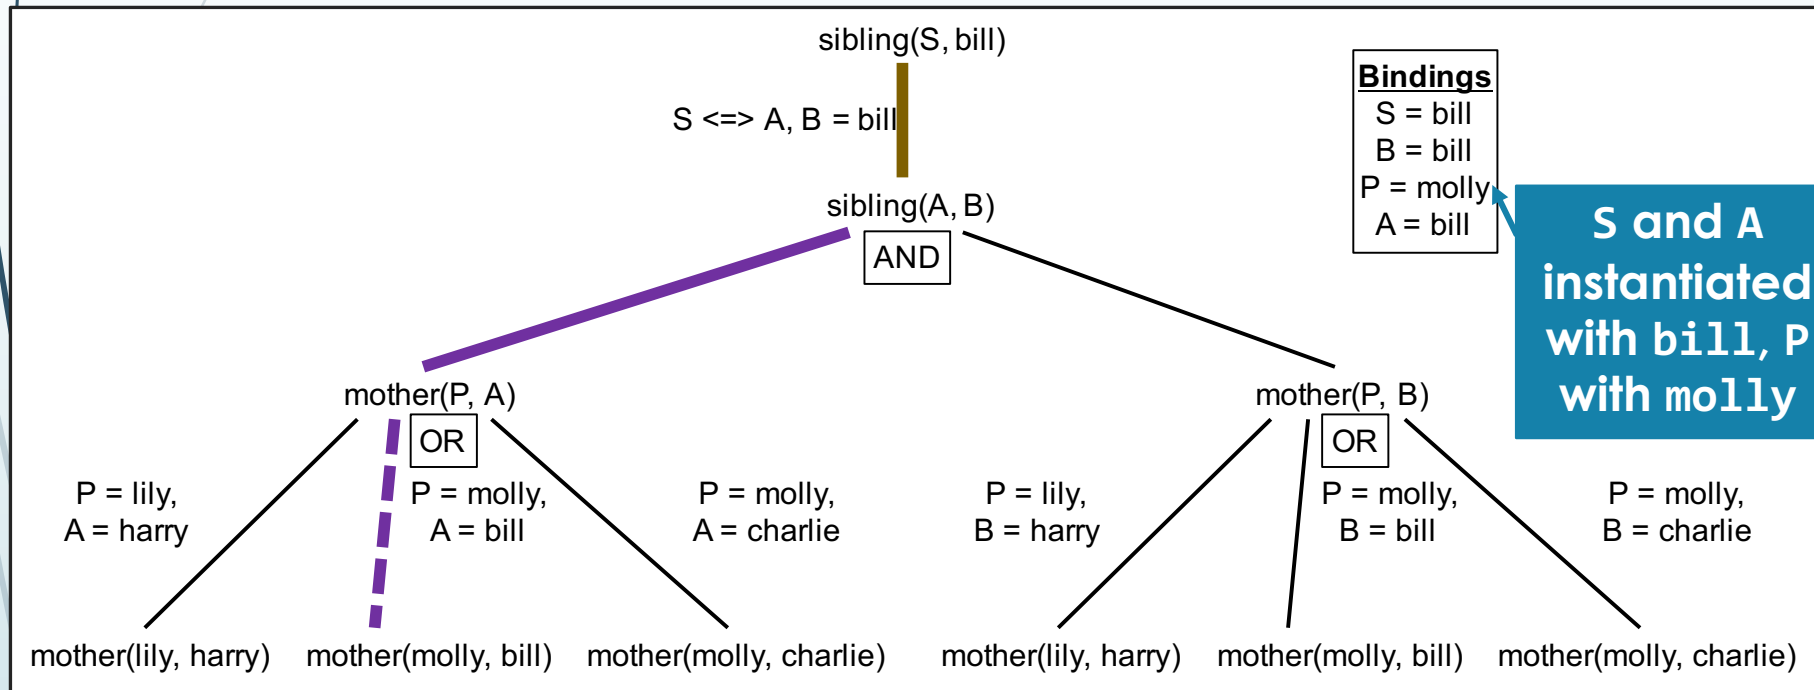 sibling(S, bill)
S <=> A, B = bill
sibling(A, B)
AND
Bindings
S = bill
B = bill
P = molly
A = bill
S and A
instantiated
with bill, P
with molly
mother(P, A)
OR
mother(P, B)
OR
P = lily,
A = harry
P = molly,
A = bill
P = molly,
A = charlie
P = lily,
B = harry
P = molly,
B = bill
P = molly,
B = charlie
mother(lily, harry)
mother(molly, bill)
mother(molly, charlie)
mother(lily, harry)
mother(molly, bill)
mother(molly, charlie)